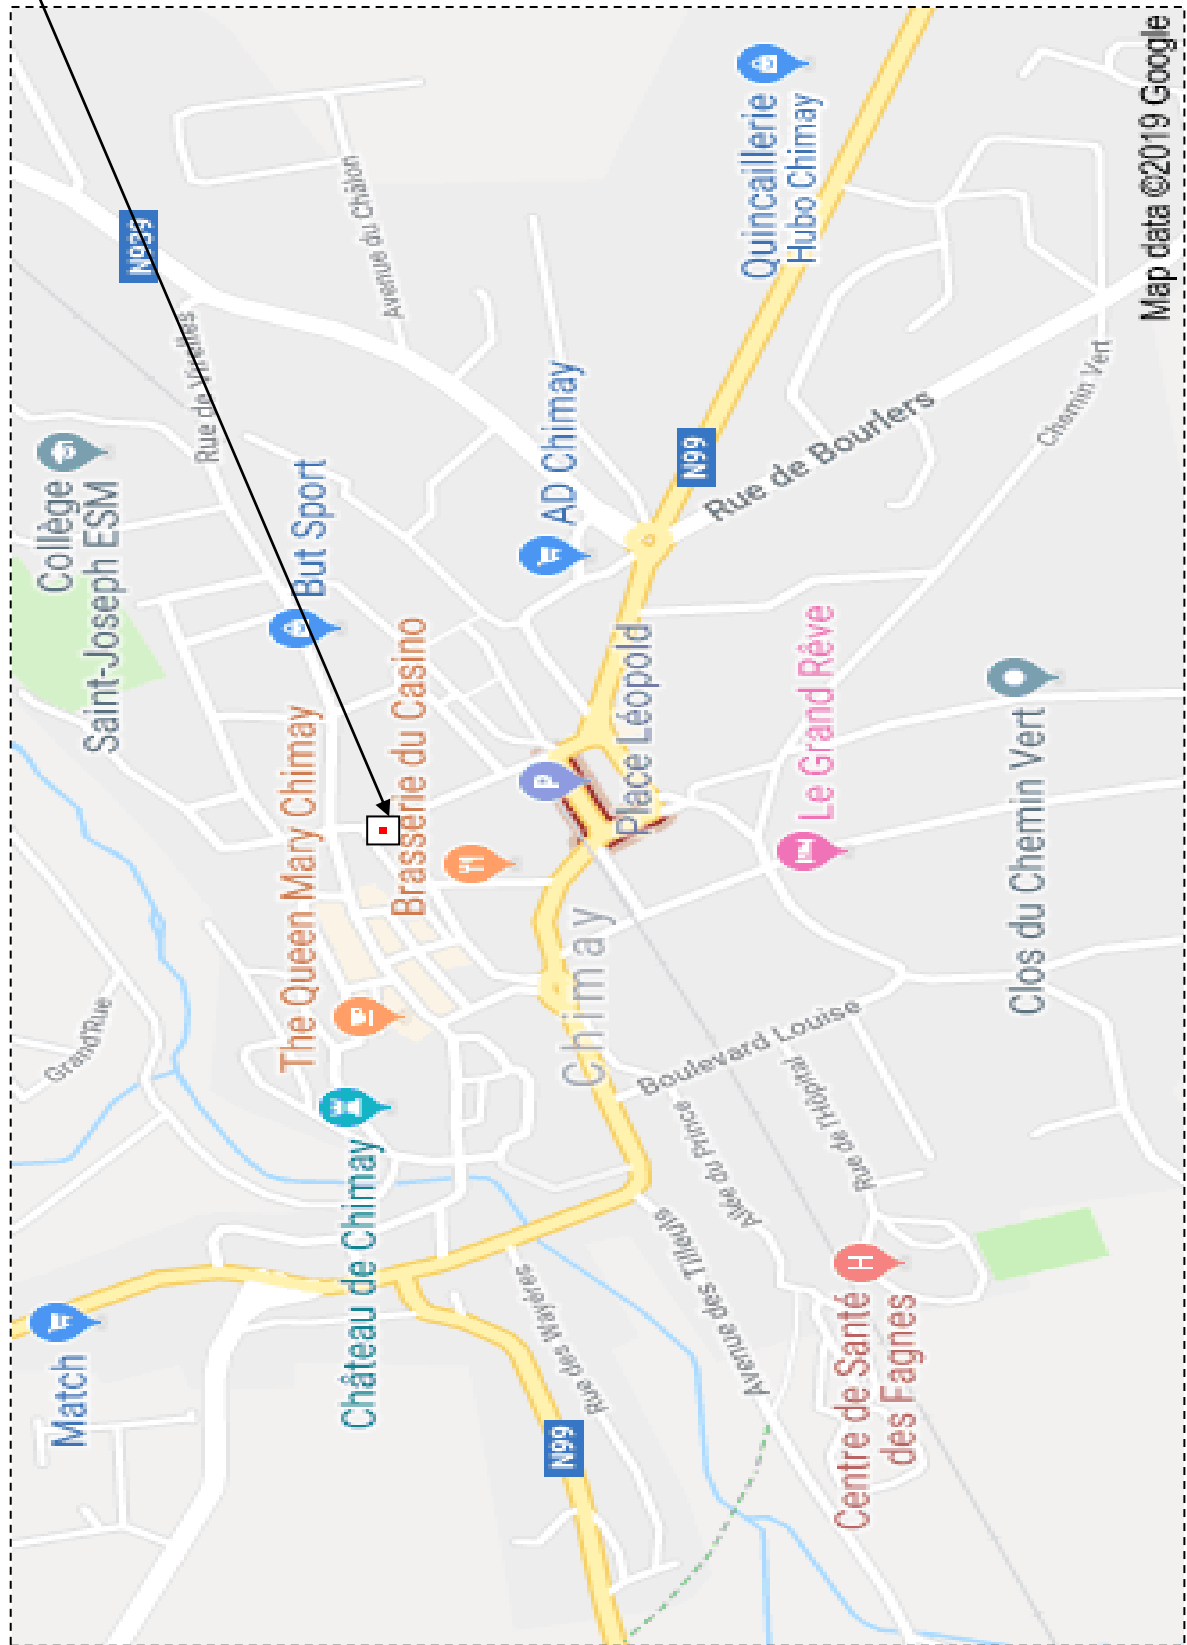 Match
Château de Chimay
Grand'Rue
The Queen Mary Chimay
Brasserie du Casino
Collège
Saint-Joseph ESM
But Sport
Rue de Virelles
Avenue du Châlon
AD Chimay
Quincaillerie
Hubo Chimay
N99
Rue de Bourlers
Chemin Vert
P
Place Léopold
Le Grand Rêve
Clos du Chemin Vert
Chimay
Boulevard Louise
Allée du Prince
Rue de l'Hôpital
Avenue des Tilleuls
Rue des Wayères
N99
H
Centre de Santé
des Fagnes
Map data ©2019 Google